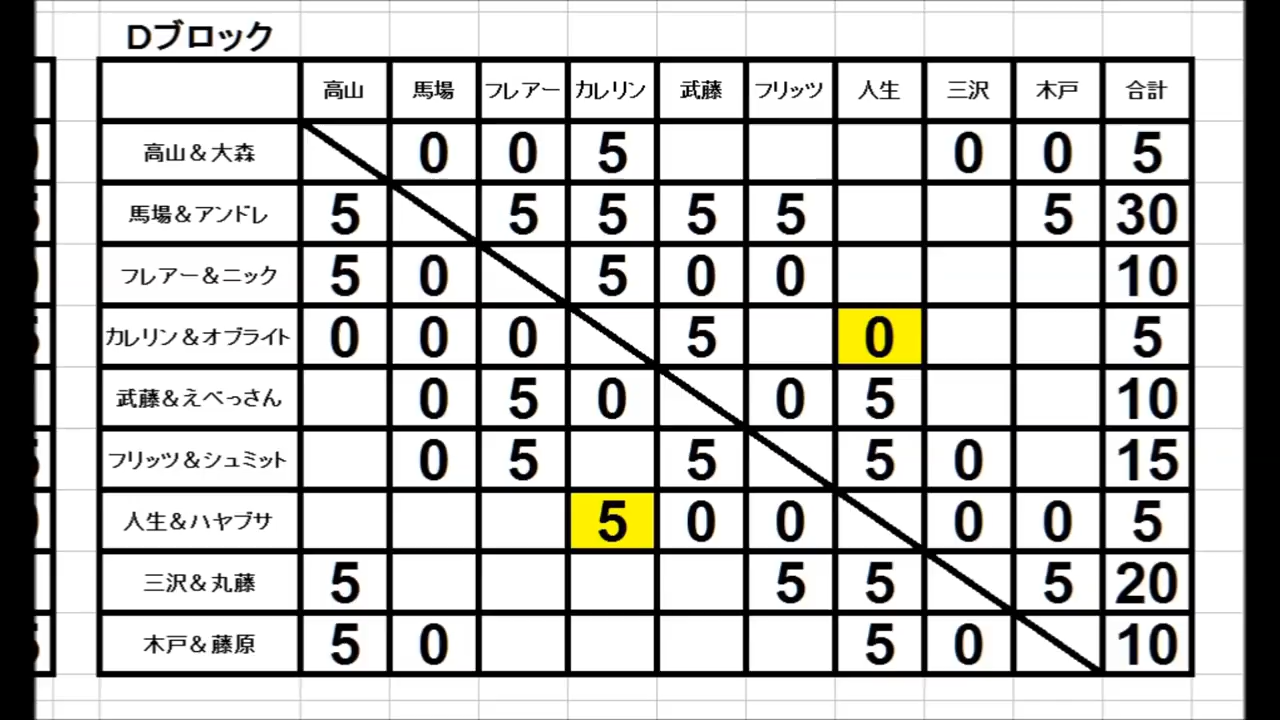 Dブロック
高山 馬場 フレアー カレリン 武藤 フリッツ 人生 三沢 木戸 合計
高山&大森 0 0 5 0 0 5
馬場&アンドレ 5 5 5 5 5 5 30
フレアー&ニック 5 0 5 0 0 10
カレリン&オブライト 0 0 0 5 0 5
武藤&えべっさん 0 5 0 0 5 10
フリッツ&シュミット 0 5 5 5 0 15
人生&ハヤブサ 5 0 0 0 0 5
三沢&丸藤 5 5 5 5 20
木戸&藤原 5 0 5 0 10